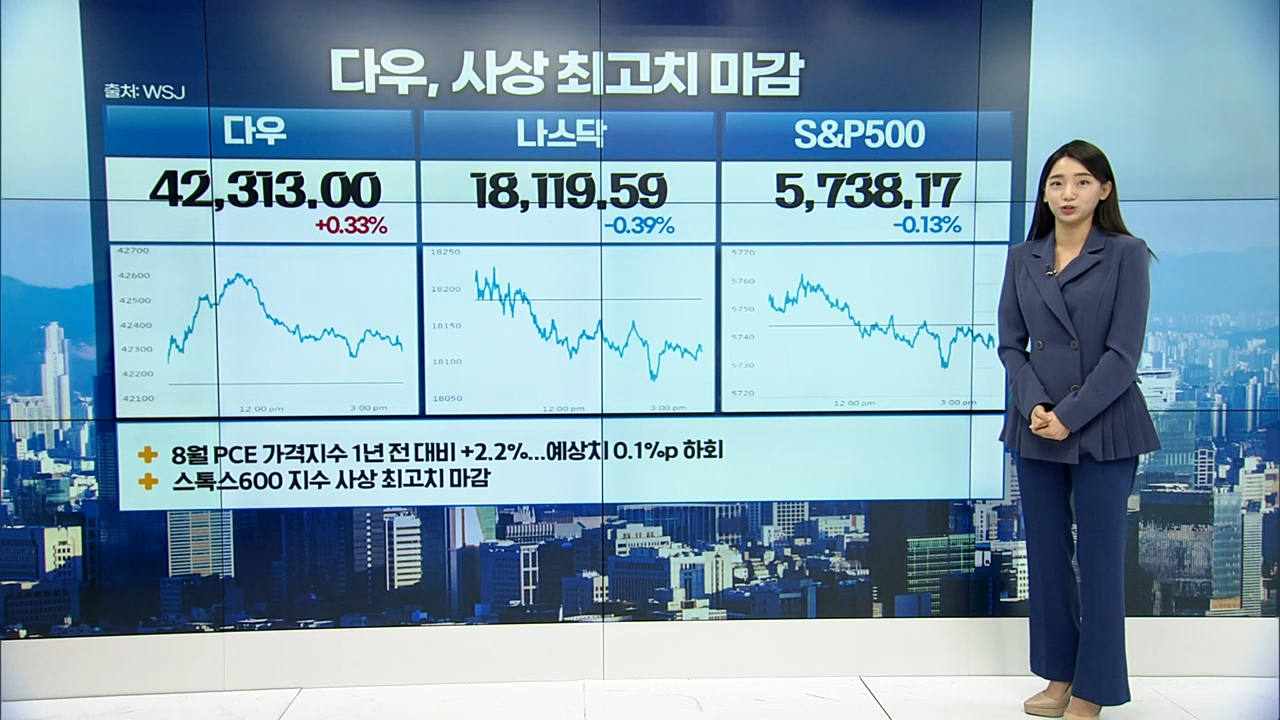 다우, 사상 최고치 마감
출처: WSJ
다우
나스닥
S&P500
42,313.00
+0.33%
18,119.59
-0.39%
5,738.17
-0.13%
42700
42600
42500
42400
42300
42200
42100
12:00 pm
3:00 pm
18250
18200
18150
18100
18050
12:00 pm
3:00 pm
5770
5760
5750
5740
5730
5720
12:00 pm
3:00 pm
8월 PCE 가격지수 1년 전 대비 +2.2%...예상치 0.1%p 하회
스톡스600 지수 사상 최고치 마감